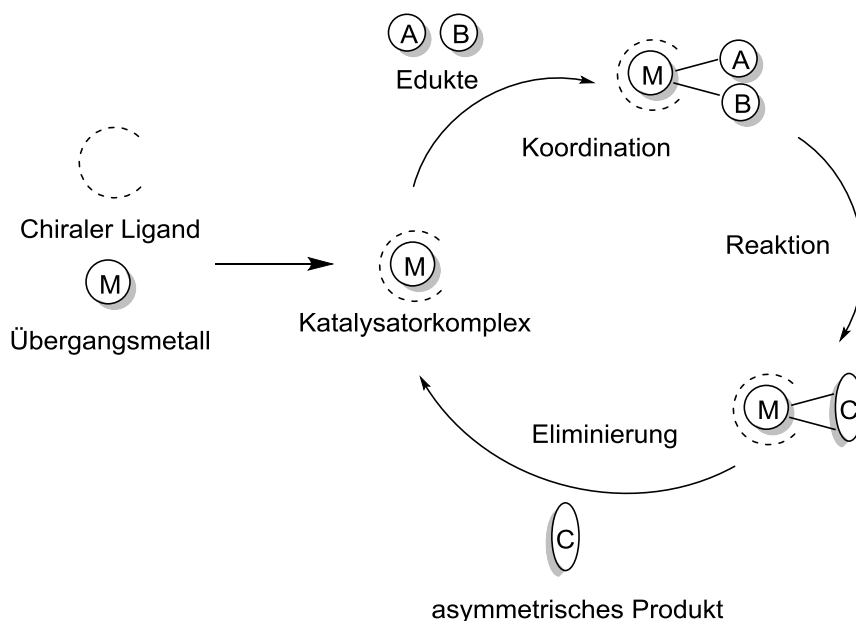 A B
Edukte
M A
B
Koordination
Chiraler Ligand
M
Übergangsmetall
M
Katalysatorkomplex
Reaktion
M C
Eliminierung
C
asymmetrisches Produkt